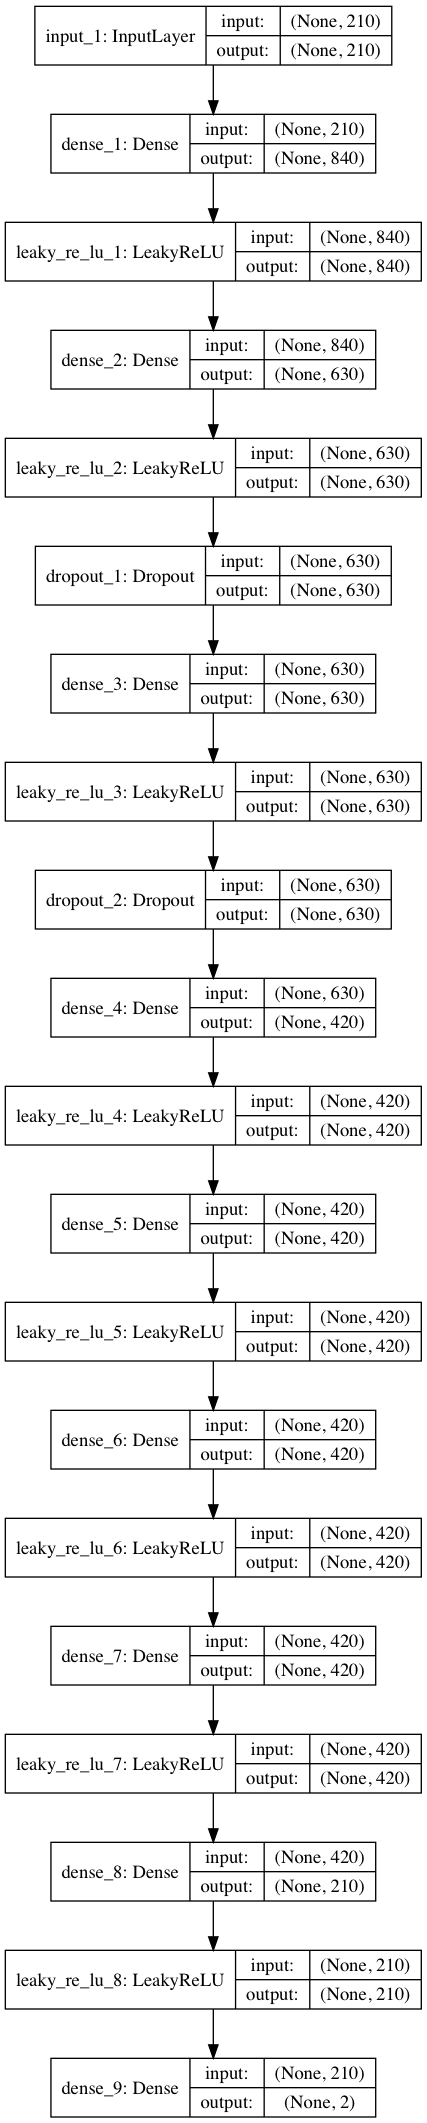 input_1: InputLayer input: (None, 210)
output: (None, 210)
dense_1: Dense input: (None, 210)
output: (None, 840)
leaky_re_lu_1: LeakyReLU input: (None, 840)
output: (None, 840)
dense_2: Dense input: (None, 840)
output: (None, 630)
leaky_re_lu_2: LeakyReLU input: (None, 630)
output: (None, 630)
dropout_1: Dropout input: (None, 630)
output: (None, 630)
dense_3: Dense input: (None, 630)
output: (None, 630)
leaky_re_lu_3: LeakyReLU input: (None, 630)
output: (None, 630)
dropout_2: Dropout input: (None, 630)
output: (None, 630)
dense_4: Dense input: (None, 630)
output: (None, 420)
leaky_re_lu_4: LeakyReLU input: (None, 420)
output: (None, 420)
dense_5: Dense input: (None, 420)
output: (None, 420)
leaky_re_lu_5: LeakyReLU input: (None, 420)
output: (None, 420)
dense_6: Dense input: (None, 420)
output: (None, 420)
leaky_re_lu_6: LeakyReLU input: (None, 420)
output: (None, 420)
dense_7: Dense input: (None, 420)
output: (None, 420)
leaky_re_lu_7: LeakyReLU input: (None, 420)
output: (None, 420)
dense_8: Dense input: (None, 420)
output: (None, 210)
leaky_re_lu_8: LeakyReLU input: (None, 210)
output: (None, 210)
dense_9: Dense input: (None, 210)
output: (None, 2)